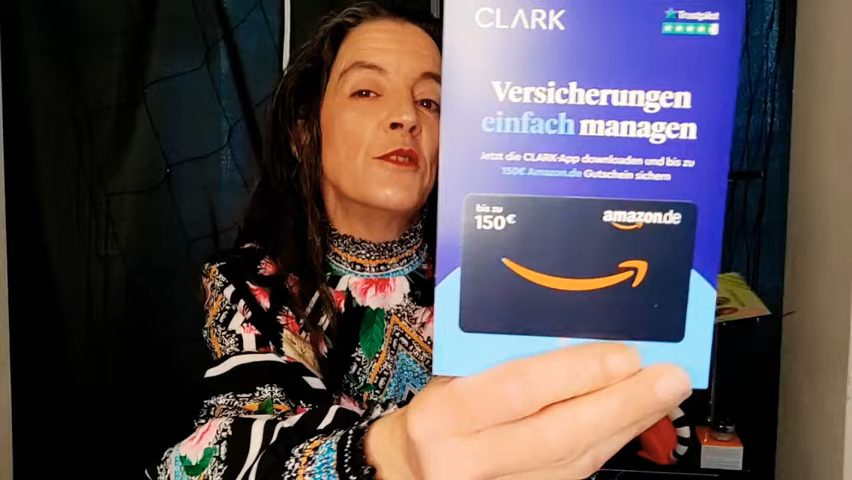 CLARK
Trustpilot
Versicherungen
einfach managen
Jetzt die CLARK-App downloaden und bis zu
150€ Amazon.de Gutschein sichern
bis zu
150€
amazon.de